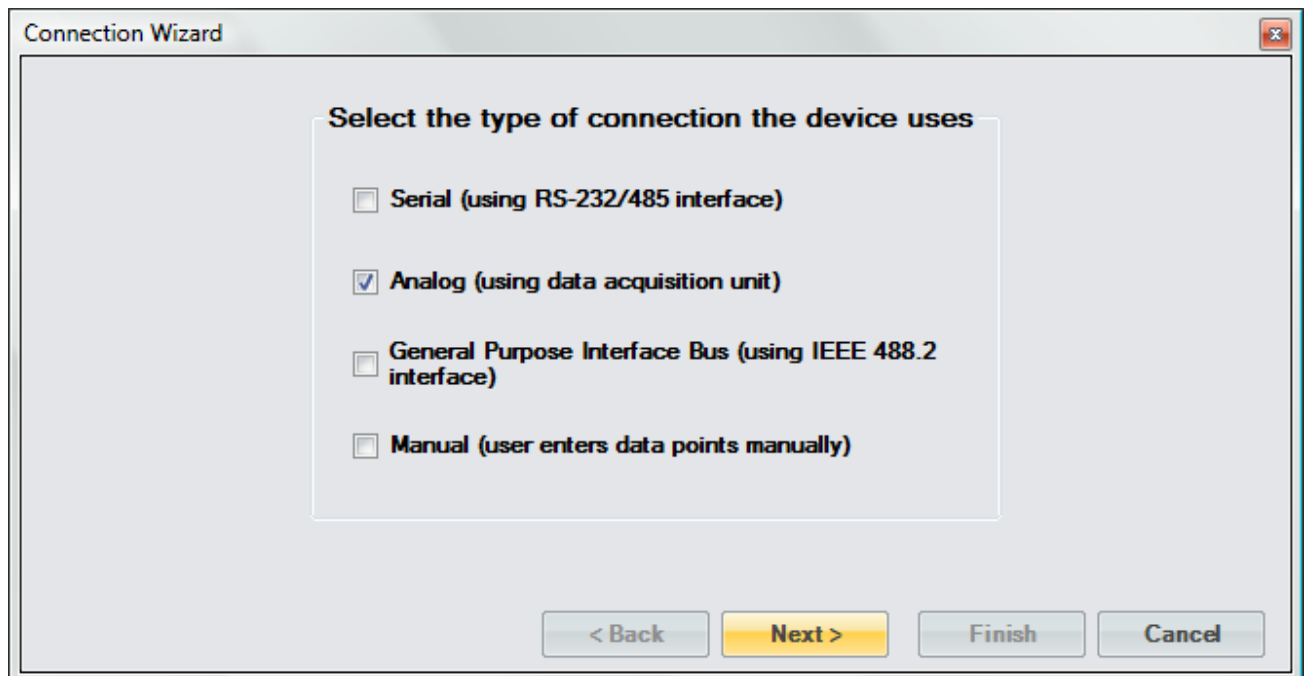 Connection Wizard
Select the type of connection the device uses
Serial (using RS-232/485 interface)
Analog (using data acquisition unit)
General Purpose Interface Bus (using IEEE 488.2
interface)
Manual (user enters data points manually)
< Back
Next >
Finish
Cancel